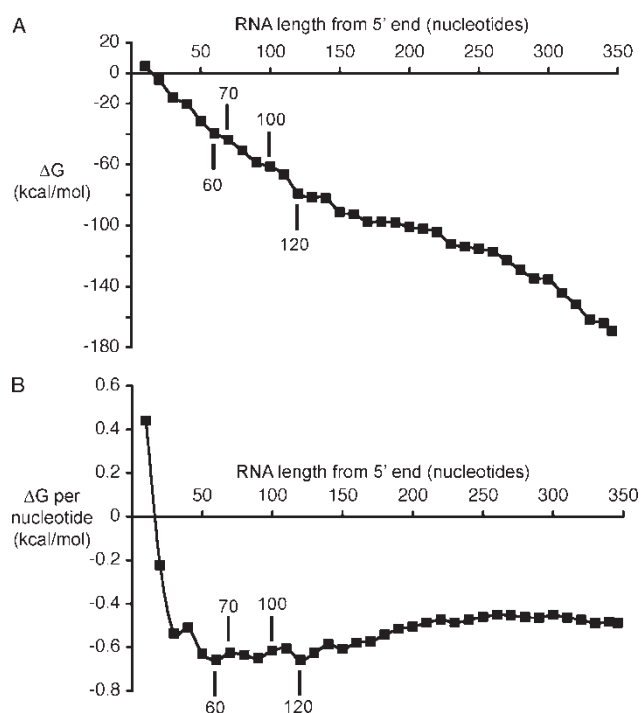 A
RNA length from 5' end (nucleotides)
50 100 150 200 250 300 350
20
0
-20
-60
-100
-140
-180
ΔG
(kcal/mol)
70
100
60
120
B
0.6
0.4
0.2
0
-0.2
-0.4
-0.6
-0.8
RNA length from 5' end (nucleotides)
50 100 150 200 250 300 350
ΔG per
nucleotide
(kcal/mol)
70 100
60 120